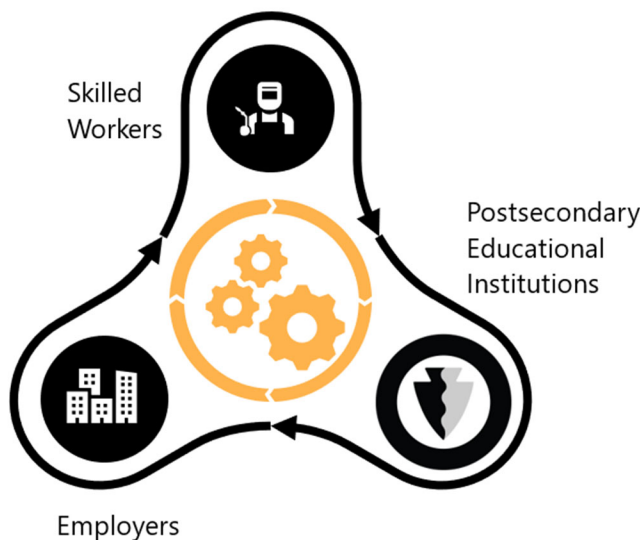 Skilled
Workers
Postsecondary
Educational
Institutions
Employers